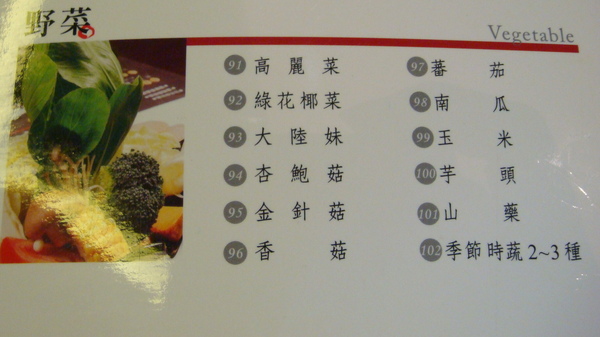 野菜
Vegetable
91 高麗菜
92 綠花椰菜
93 大陸妹
94 杏鮑菇
95 金針菇
96 香菇
97 蕃茄
98 南瓜
99 玉米
100 芋頭
101 山藥
102 季節時蔬2~3種